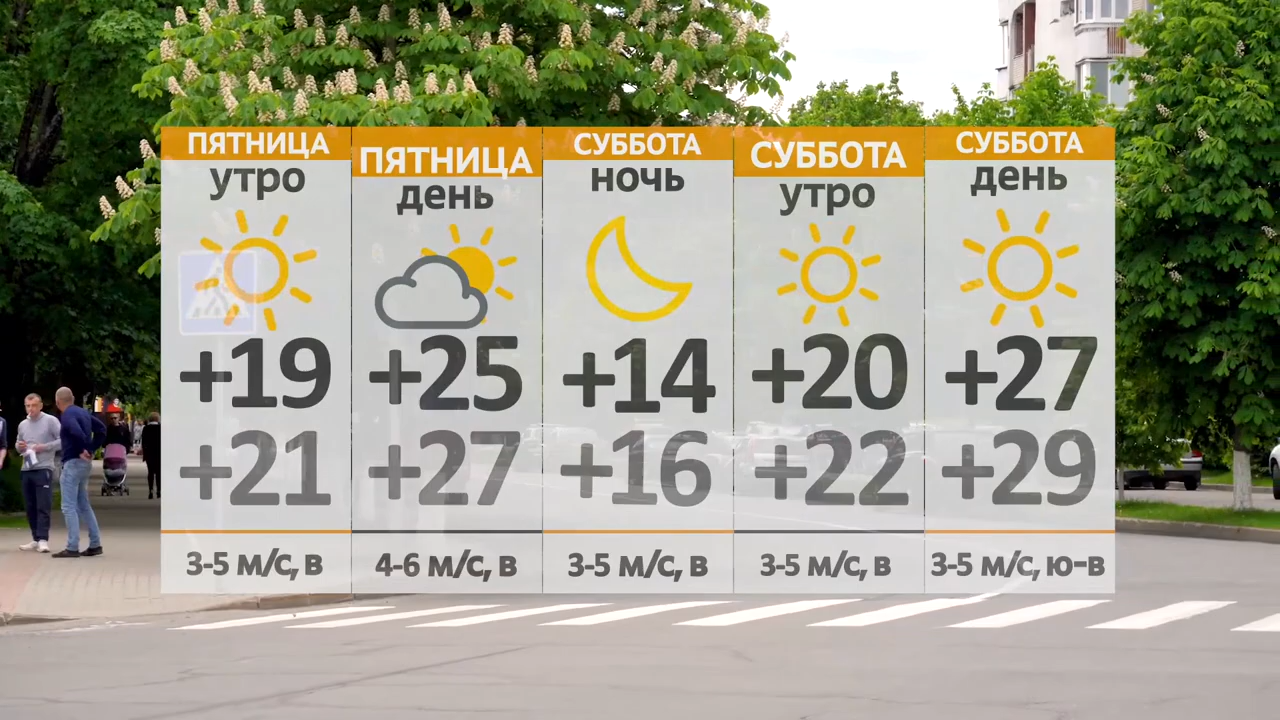 ПЯТНИЦА
утро
+19
+21
3-5 м/с, в
ПЯТНИЦА
день
+25
+27
4-6 м/с, в
СУББОТА
ночь
+14
+16
3-5 м/с, в
СУББОТА
утро
+20
+22
3-5 м/с, в
СУББОТА
день
+27
+29
3-5 м/с, ю-в